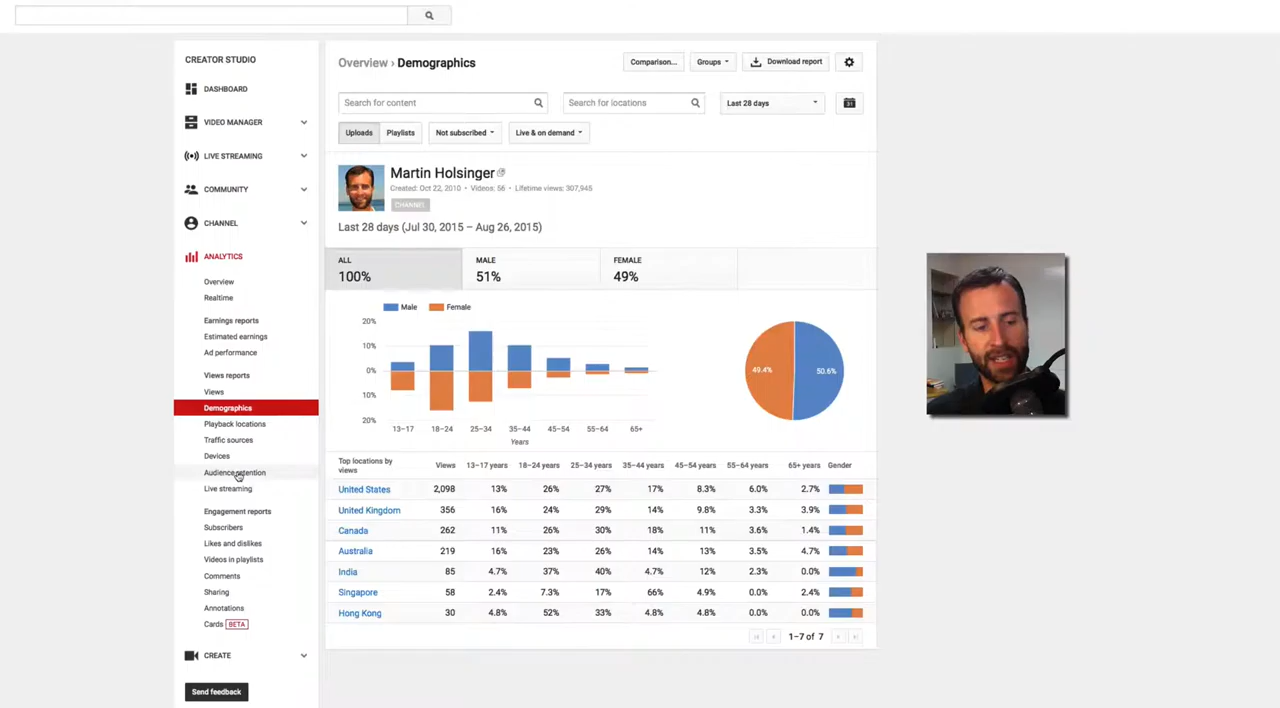 CREATOR STUDIO
DASHBOARD
VIDEO MANAGER
LIVE STREAMING
COMMUNITY
CHANNEL
ANALYTICS
Overview
Realtime
Earnings reports
Estimated earnings
Ad performance
Views reports
Views
Demographics
Playback locations
Traffic sources
Devices
Audience retention
Live streaming
Engagement reports
Subscribers
Likes and dislikes
Videos in playlists
Comments
Sharing
Annotations
Cards BETA
CREATE
Send feedback
Overview › Demographics
Comparison... Groups Download report
Search for content Search for locations Last 28 days 31
Uploads Playlists Not subscribed Live & on demand
Martin Holsinger
Created: Oct 22, 2010 • Videos: 56 • Lifetime views: 307,945
CHANNEL
Last 28 days (Jul 30, 2015 – Aug 26, 2015)
ALL MALE FEMALE
100% 51% 49%
Male Female
20%
10%
0%
10%
20%
13–17 18–24 25–34 35–44 45–54 55–64 65+
Years
49.4% 50.6%
Top locations by views Views 13–17 years 18–24 years 25–34 years 35–44 years 45–54 years 55–64 years 65+ years Gender
United States 2,098 13% 26% 27% 17% 8.3% 6.0% 2.7%
United Kingdom 356 16% 24% 29% 14% 9.8% 3.3% 3.9%
Canada 262 11% 26% 30% 18% 11% 3.6% 1.4%
Australia 219 16% 23% 26% 14% 13% 3.5% 4.7%
India 85 4.7% 37% 40% 4.7% 12% 2.3% 0.0%
Singapore 58 2.4% 7.3% 17% 66% 4.9% 0.0% 2.4%
Hong Kong 30 4.8% 52% 33% 4.8% 4.8% 0.0% 0.0%
1–7 of 7